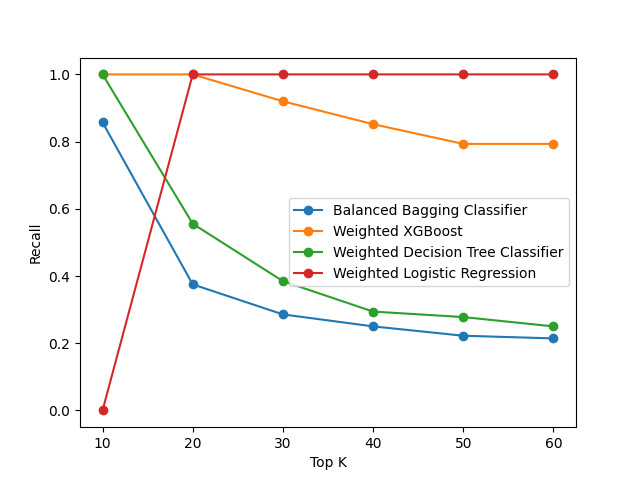 1.0
0.8
0.6
0.4
0.2
0.0
Recall
Balanced Bagging Classifier
Weighted XGBoost
Weighted Decision Tree Classifier
Weighted Logistic Regression
10 20 30 40 50 60
Top K